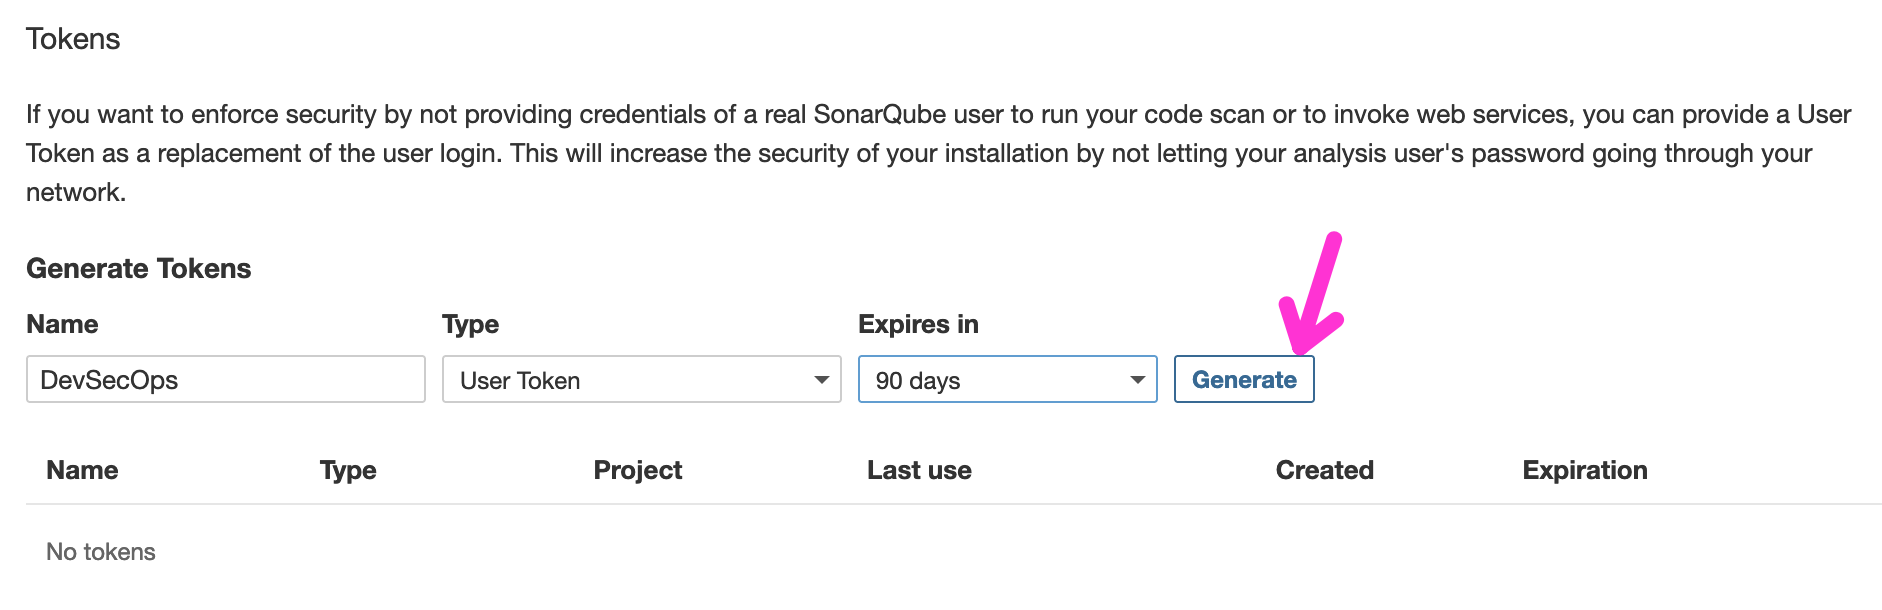 Tokens
If you want to enforce security by not providing credentials of a real SonarQube user to run your code scan or to invoke web services, you can provide a User
Token as a replacement of the user login. This will increase the security of your installation by not letting your analysis user's password going through your
network.
Generate Tokens
Name Type Expires in
DevSecOps User Token 90 days Generate
Name Type Project Last use Created Expiration
No tokens